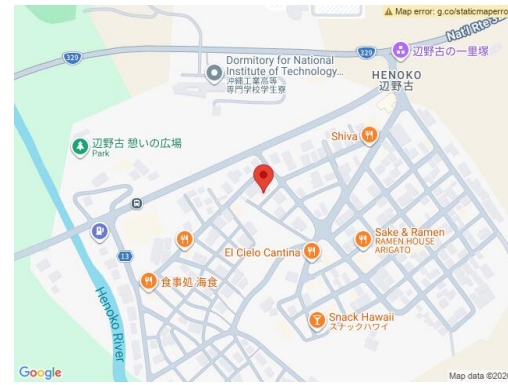 Map error: g.co/staticmaperro
Nat'l Rte 3
329
329
辺野古の一里塚
Dormitory for National
Institute of Technology...
沖縄工業高等
専門学校学生寮
HENOKO
辺野古
Shiva
辺野古 憩いの広場
Park
Sake & Ramen
RAMEN HOUSE
ARIGATO
El Cielo Cantina
13
食事処 海食
Snack Hawaii
スナックハワイ
Henoko River
Google
Map data ©202